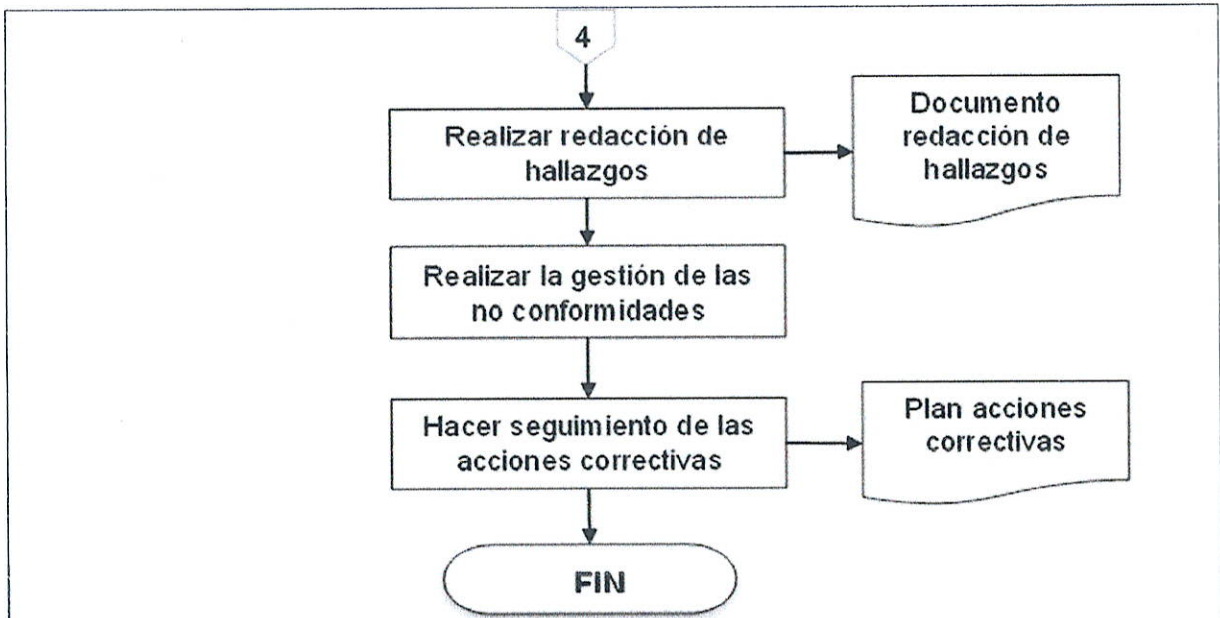 4
Realizar redacción de
hallazgos
Documento
redacción de
hallazgos
Realizar la gestión de las
no conformidades
Hacer seguimiento de las
acciones correctivas
Plan acciones
correctivas
FIN